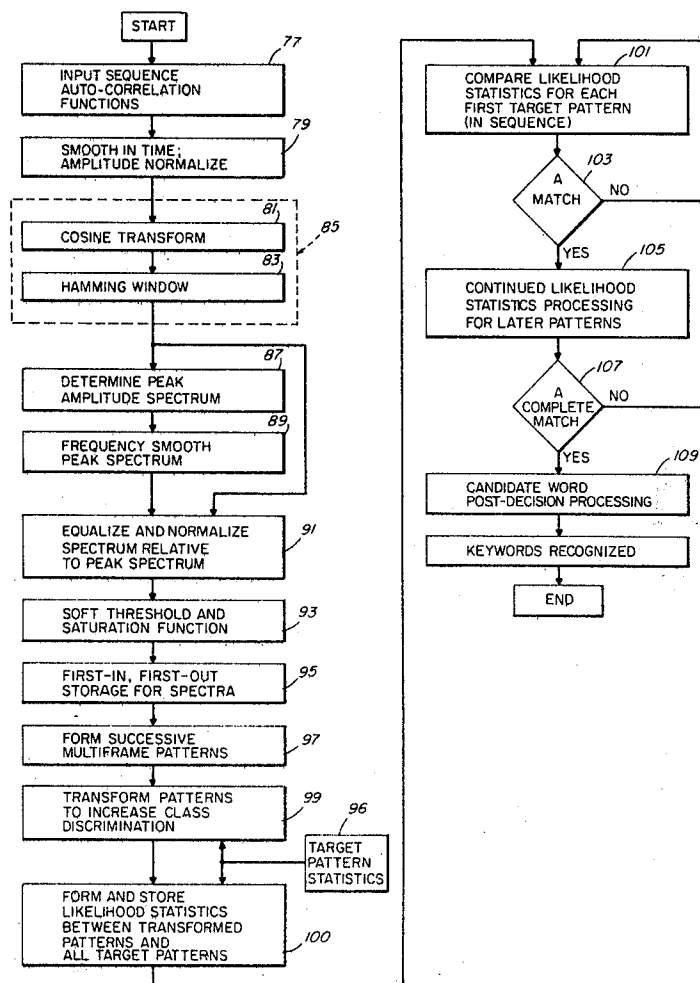 START
77
INPUT SEQUENCE
AUTO-CORRELATION
FUNCTIONS
79
SMOOTH IN TIME;
AMPLITUDE NORMALIZE
81
85
COSINE TRANSFORM
83
HAMMING WINDOW
87
DETERMINE PEAK
AMPLITUDE SPECTRUM
89
FREQUENCY SMOOTH
PEAK SPECTRUM
EQUALIZE AND NORMALIZE
SPECTRUM RELATIVE
TO PEAK SPECTRUM
91
SOFT THRESHOLD AND
SATURATION FUNCTION
93
FIRST-IN, FIRST-OUT
STORAGE FOR SPECTRA
95
FORM SUCCESSIVE
MULTIFRAME PATTERNS
97
TRANSFORM PATTERNS
TO INCREASE CLASS
DISCRIMINATION
99
96
TARGET
PATTERN
STATISTICS
FORM AND STORE
LIKELIHOOD STATISTICS
BETWEEN TRANSFORMED
PATTERNS AND
ALL TARGET PATTERNS
100
101
COMPARE LIKELIHOOD
STATISTICS FOR EACH
FIRST TARGET PATTERN
(IN SEQUENCE)
103
A
MATCH
NO
YES
105
CONTINUED LIKELIHOOD
STATISTICS PROCESSING
FOR LATER PATTERNS
107
A
COMPLETE
MATCH
NO
YES
109
CANDIDATE WORD
POST-DECISION PROCESSING
KEYWORDS RECOGNIZED
END